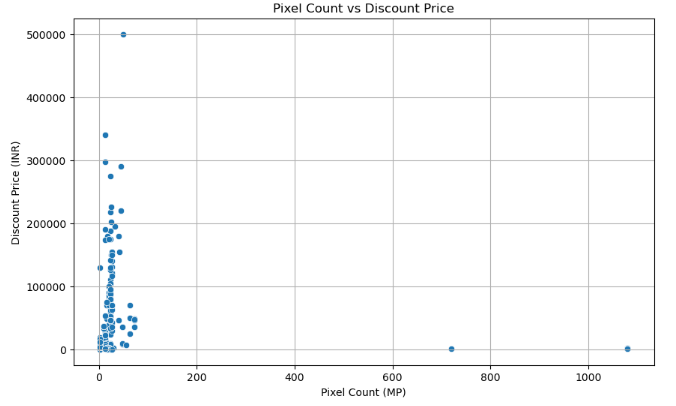 Pixel Count vs Discount Price
500000
400000
300000
200000
100000
0
Discount Price (INR)
0 200 400 600 800 1000
Pixel Count (MP)